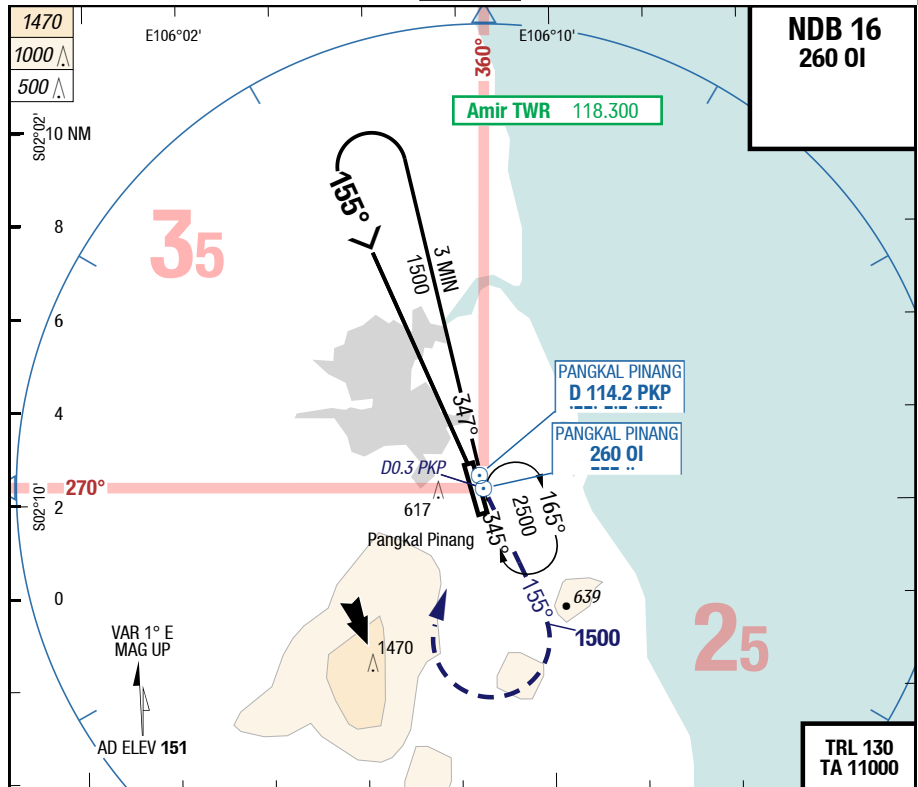 1470
1000
500
E106°02'
E106°10'
NDB 16
260 OI
360°
Amir TWR 118.300
S02°02'
10 NM
155°
35
8
3 MIN
1500
6
PANGKAL PINANG
D 114.2 PKP
4
347°
PANGKAL PINANG
260 OI
D0.3 PKP
270°
S02°10'
2
617
165°
2500
345°
Pangkal Pinang
0
155°
639
1500
25
VAR 1° E
MAG UP
1470
AD ELEV 151
TRL 130
TA 11000